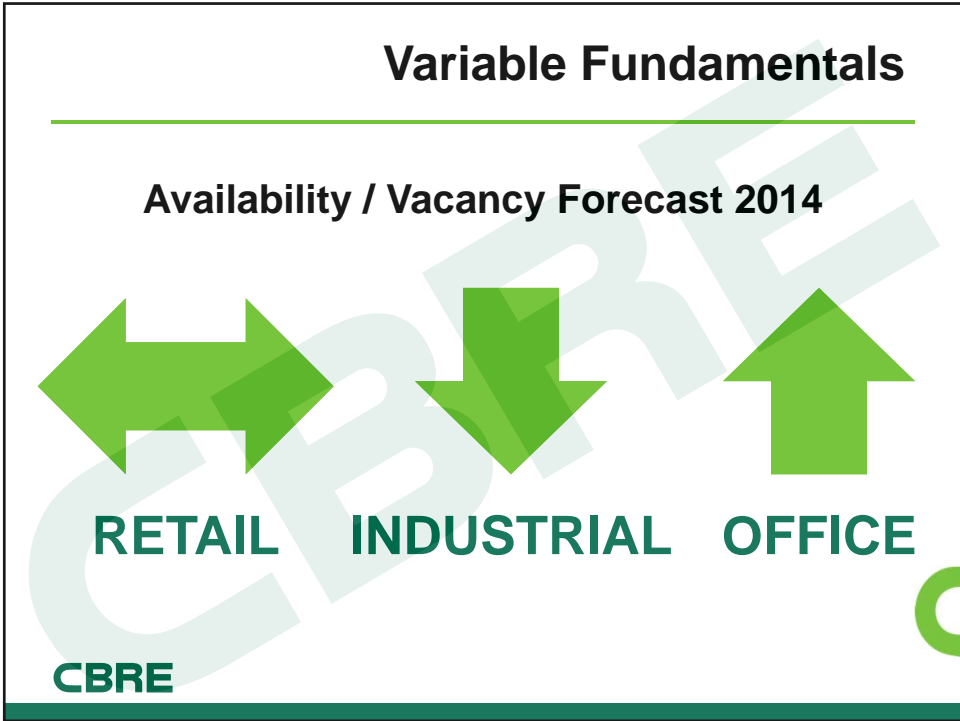 Variable Fundamentals
Availability / Vacancy Forecast 2014
RETAIL INDUSTRIAL OFFICE
CBRE
CBRE